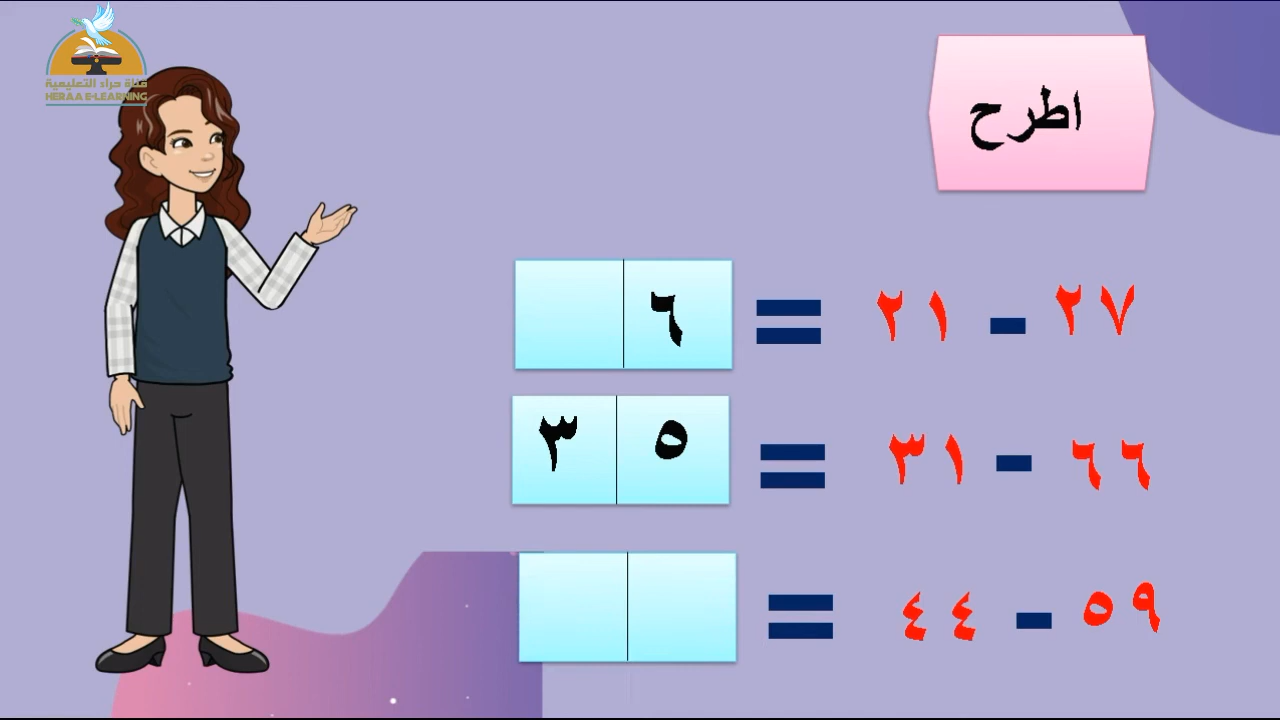 قناة حراء التعليمية
HERAA E-LEARNING
اطرح
٢٧ - ٢١ = ٦
٦٦ - ٣١ = ٣٥
٥٩ - ٤٤ =